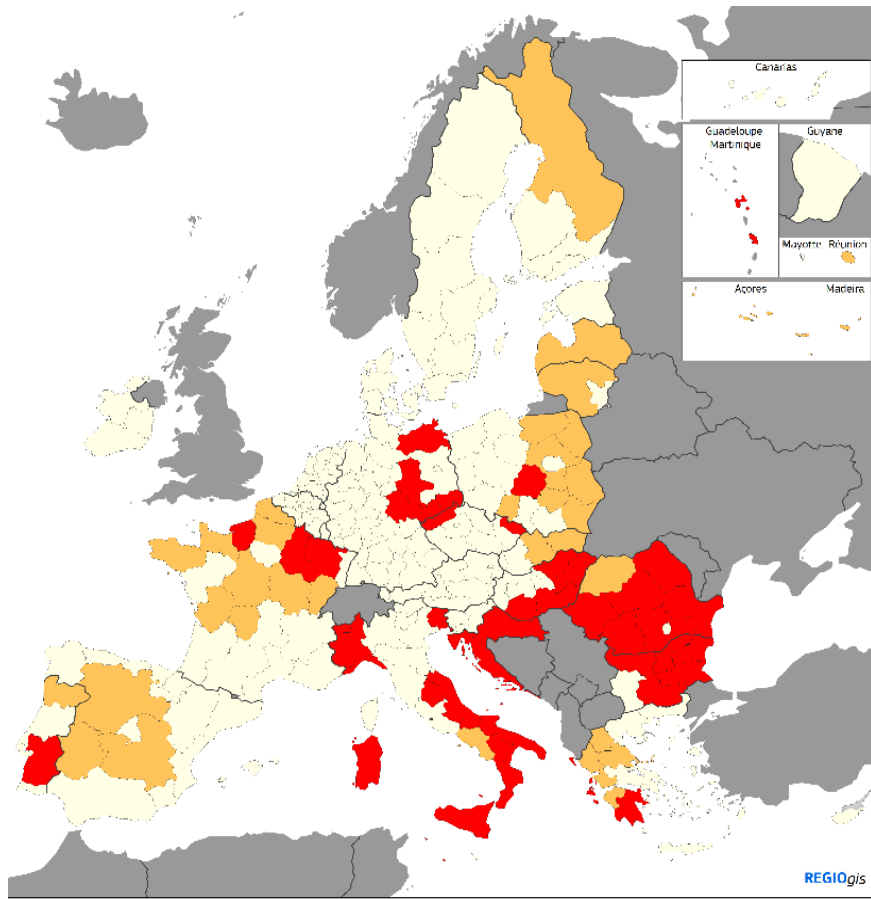 Canarias
Guadeloupe
Martinique
Guyane
Mayotte
Réunion
Açores
Madeira
REGIOgis